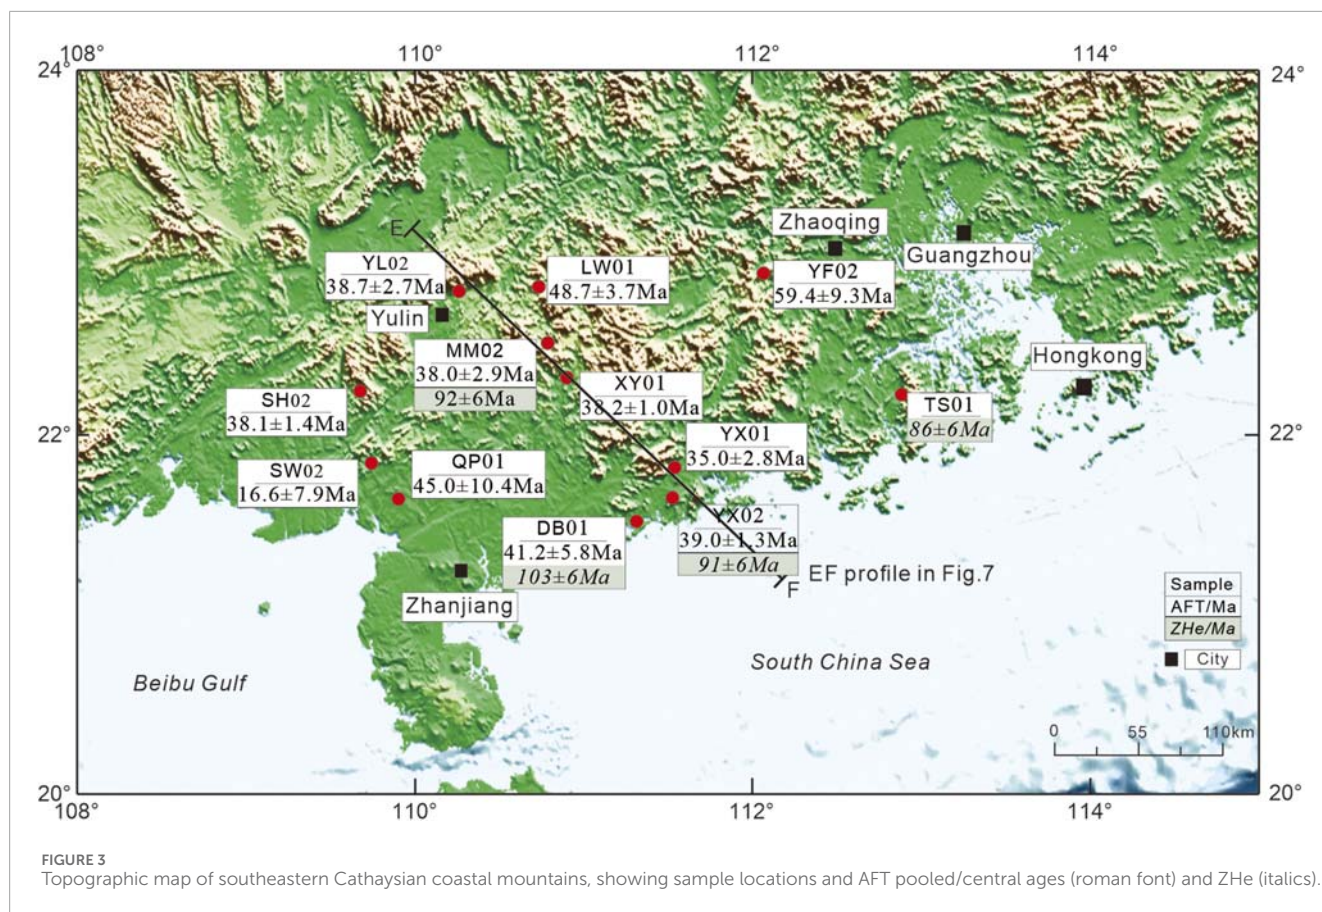 108°
110°
112°
114°
24°
24°
E
YL02
38.7±2.7Ma
LW01
48.7±3.7Ma
Zhaoqing
YF02
59.4±9.3Ma
Guangzhou
Yulin
MM02
38.0±2.9Ma
92±6Ma
XY01
38.2±1.0Ma
Hongkong
SH02
38.1±1.4Ma
TS01
86±6Ma
22°
22°
YX01
35.0±2.8Ma
SW02
16.6±7.9Ma
QP01
45.0±10.4Ma
DB01
41.2±5.8Ma
103±6Ma
YX02
39.0±1.3Ma
91±6Ma
F
EF profile in Fig.7
Zhanjiang
Sample
AFT/Ma
ZHe/Ma
City
South China Sea
Beibu Gulf
0 55 110km
20°
20°
108°
110°
112°
114°
FIGURE 3
Topographic map of southeastern Cathaysian coastal mountains, showing sample locations and AFT pooled/central ages (roman font) and ZHe (italics).